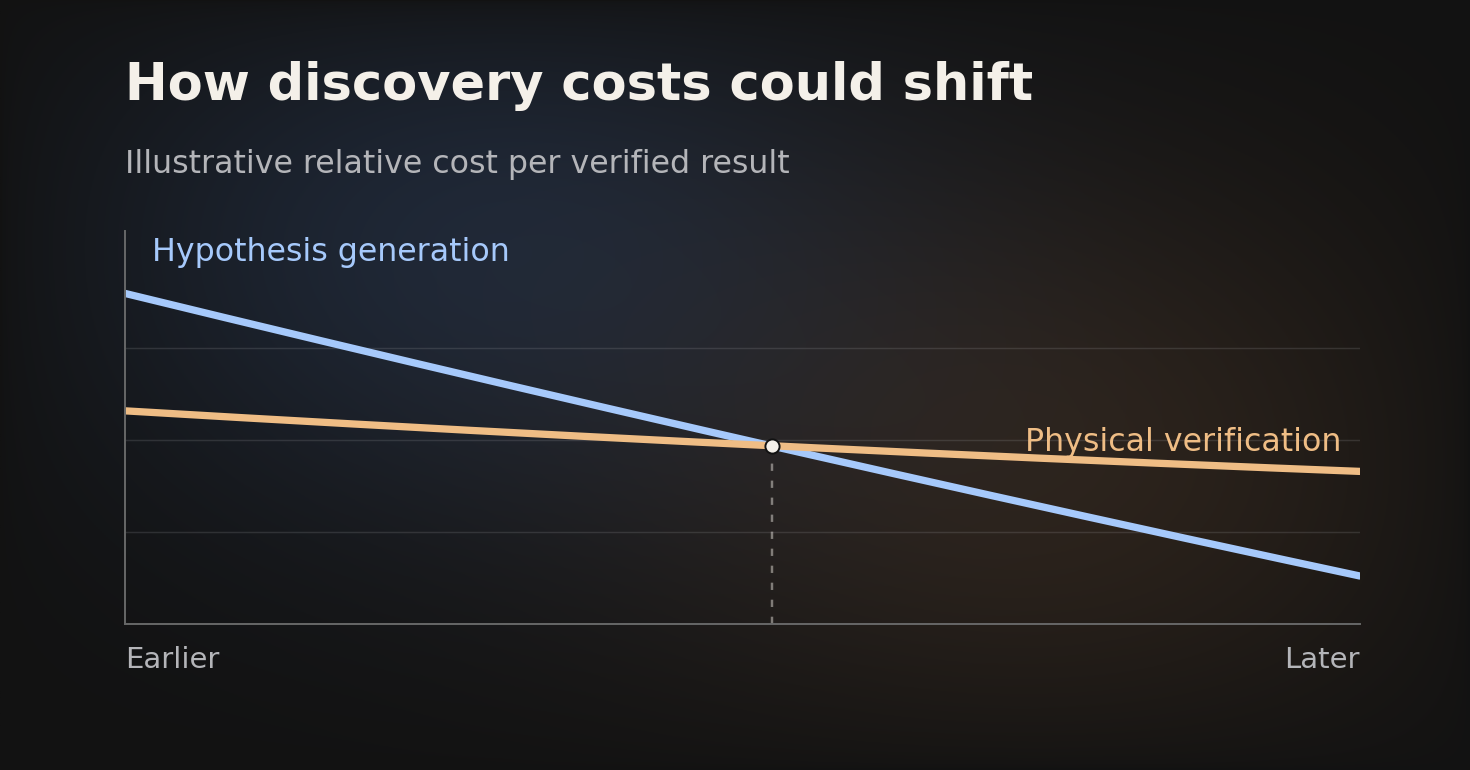 How discovery costs could shift
Illustrative relative cost per verified result
Hypothesis generation
Physical verification
Earlier
Later